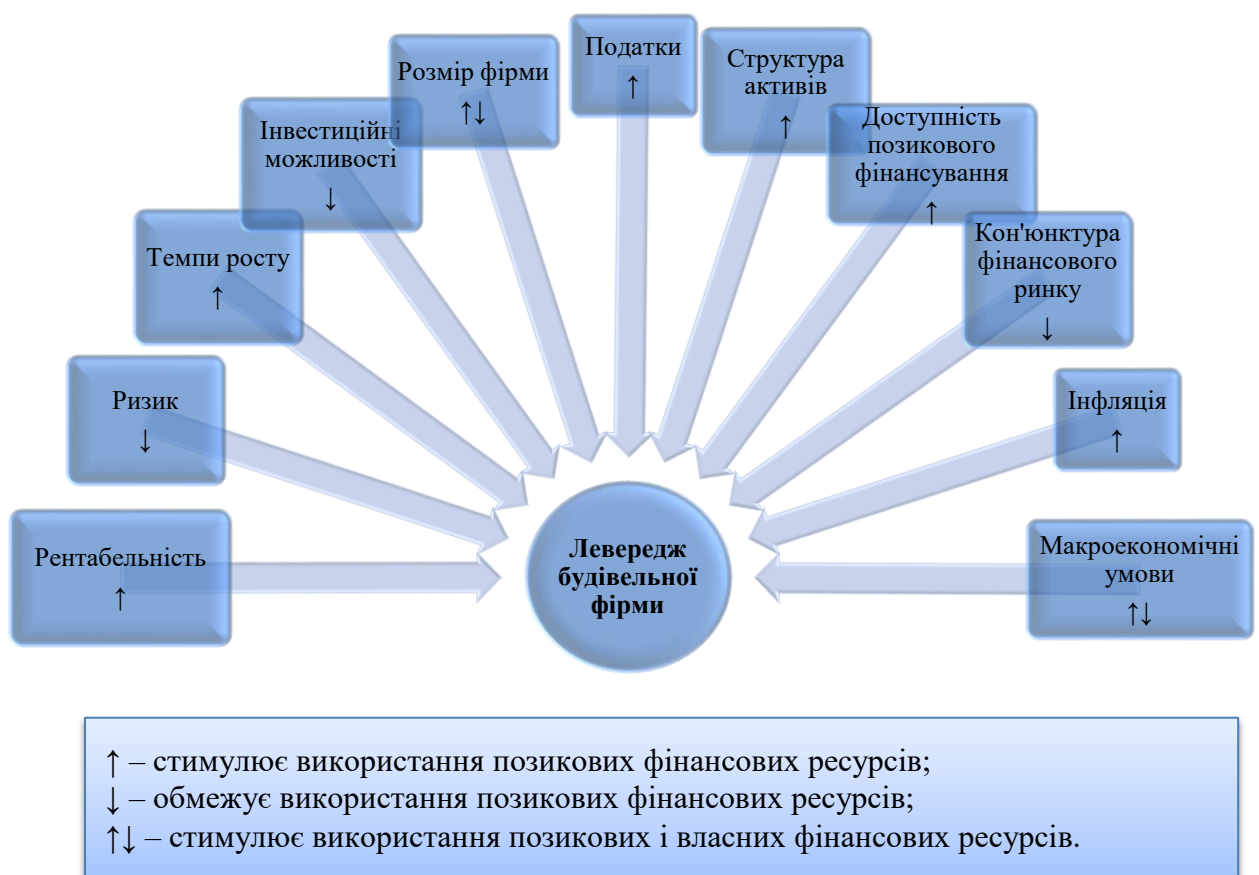 Податки
↑
Структура
активів
↑
Розмір фірми
↑↓
Доступність
позикового
фінансування
↑
Інвестиційні
можливості
↓
Кон'юнктура
фінансового
ринку
↓
Темпи росту
↑
Ризик
↓
Інфляція
↑
Рентабельність
↑
Левередж
будівельної
фірми
Макроекономічні
умови
↑↓
↑ – стимулює використання позикових фінансових ресурсів;
↓ – обмежує використання позикових фінансових ресурсів;
↑↓ – стимулює використання позикових і власних фінансових ресурсів.